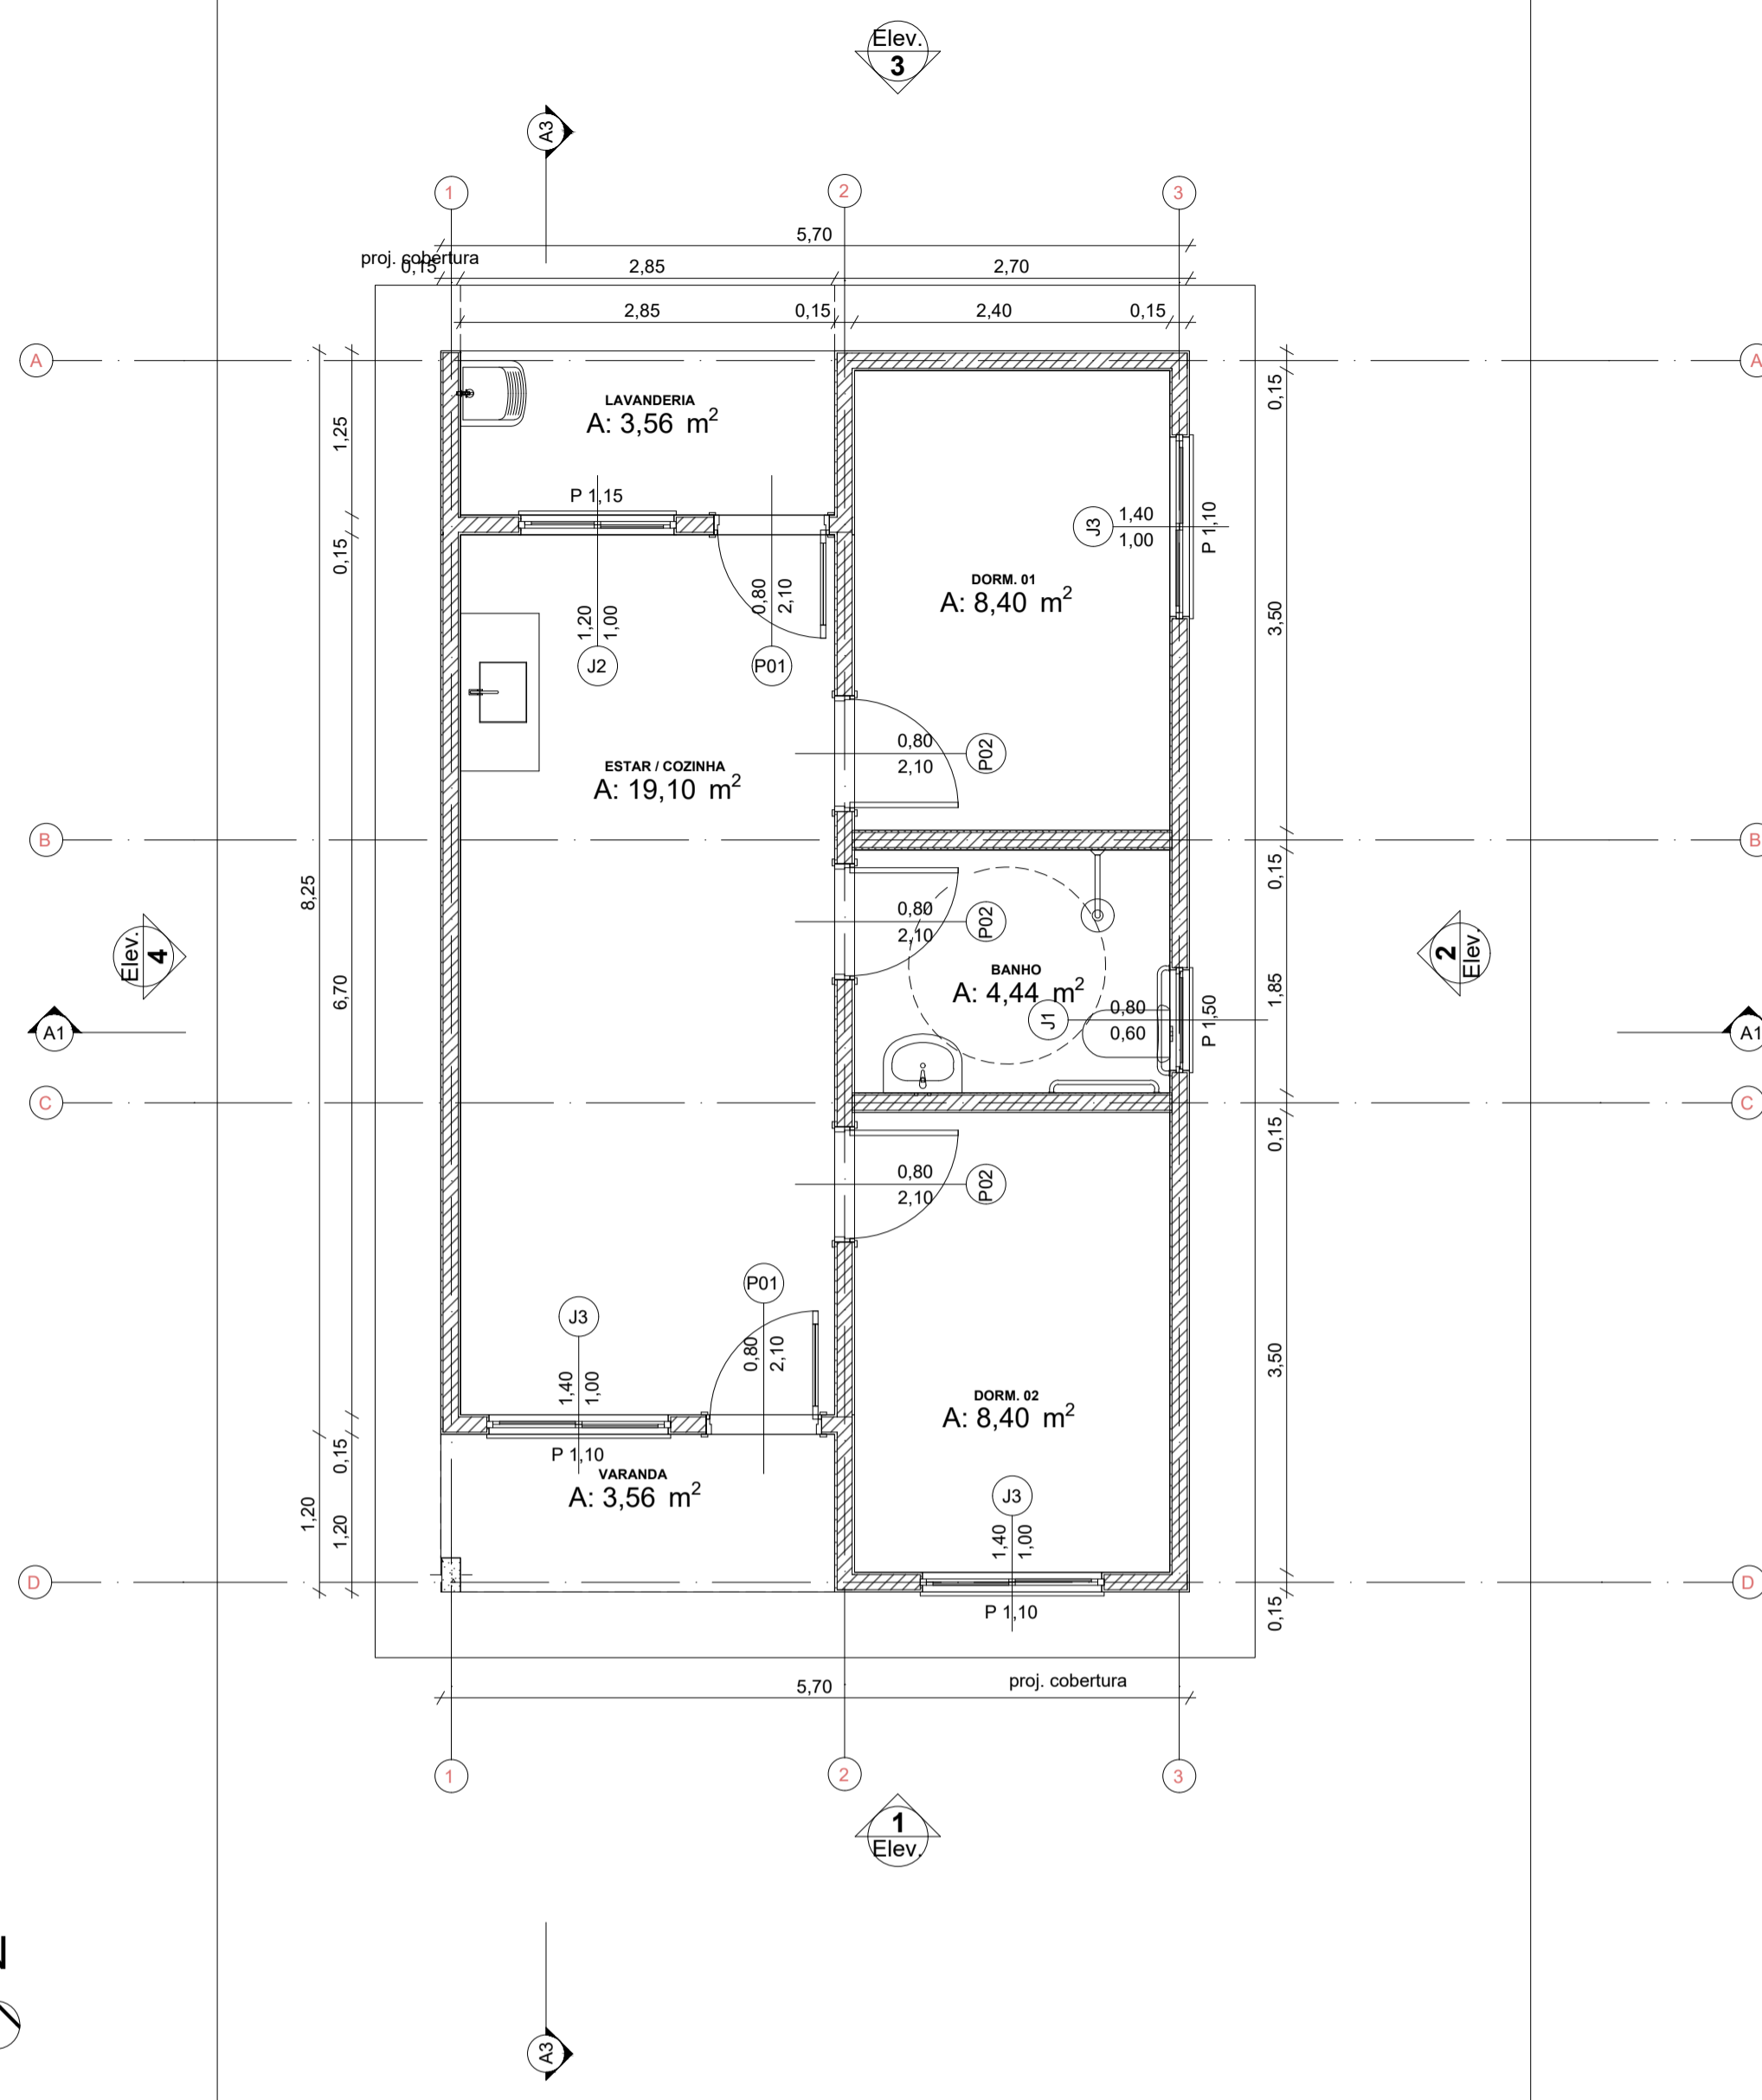 Elev.
3
A3
1
2
3
5,70
proj. cobertura
0,15
2,85
2,70
2,85
0,15
2,40
0,15
A
A
LAVANDERIA
A: 3,56 m²
0,15
1,25
P 1,15
J3
1,40
1,00
P 1,10
0,15
DORM. 01
A: 8,40 m²
0,80
2,10
1,20
1,00
3,50
J2
P01
0,80
2,10
P02
ESTAR / COZINHA
A: 19,10 m²
B
B
0,15
8,25
0,80
2,10
P02
Elev.
4
2
Elev.
BANHO
A: 4,44 m²
6,70
1,85
J1
0,80
0,60
P 1,50
A1
A1
C
C
0,15
0,80
2,10
P02
P01
J3
0,80
2,10
1,40
1,00
3,50
DORM. 02
A: 8,40 m²
P 1,10
0,15
VARANDA
A: 3,56 m²
J3
1,20
1,20
1,40
1,00
D
D
P 1,10
0,15
proj. cobertura
5,70
1
2
3
1
Elev.
A3